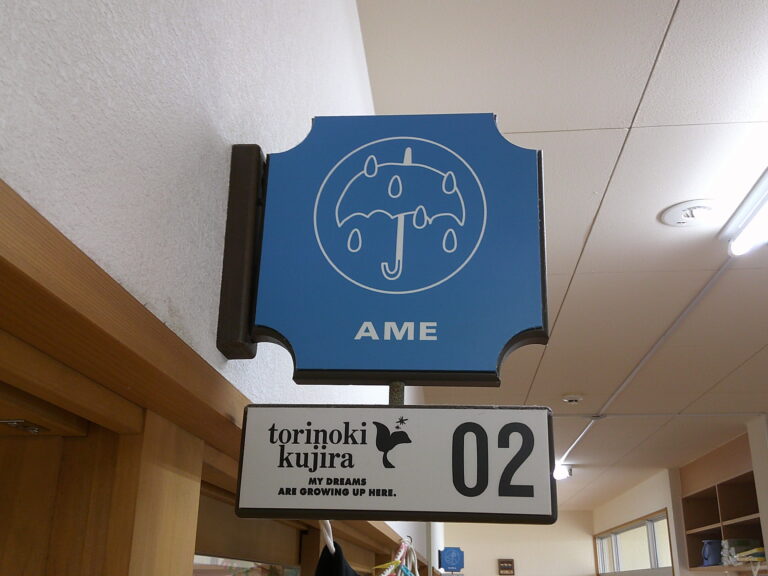 AME
torinoki
kujira
MY DREAMS
ARE GROWING UP HERE.
02